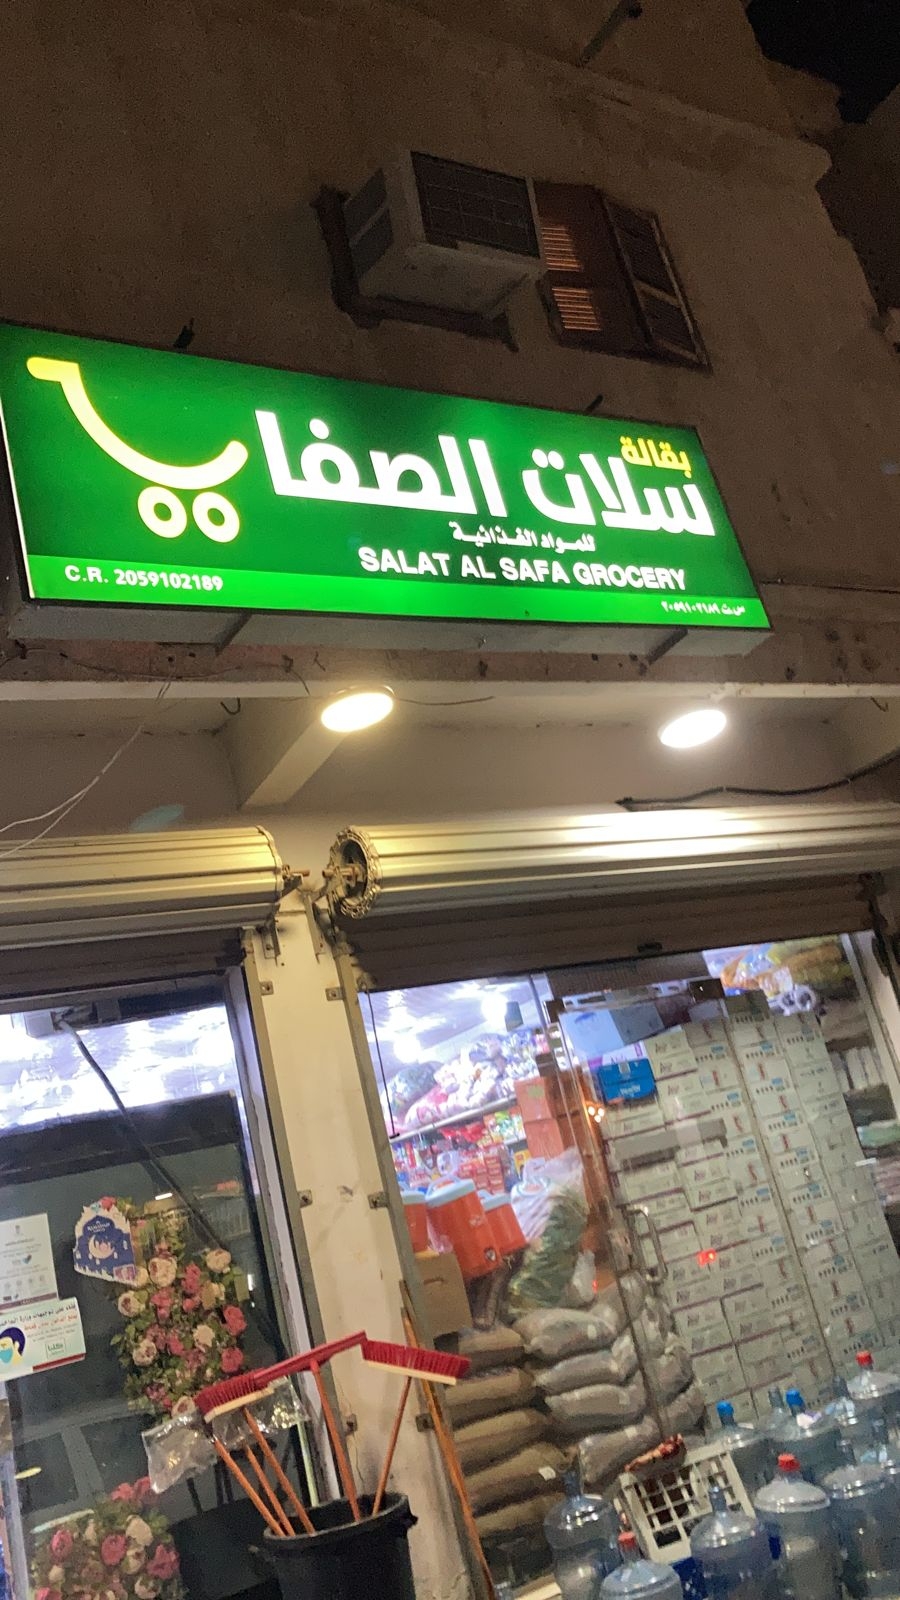 بقالة
سلات الصفا
للمواد الغذائية
SALAT AL SAFA GROCERY
C.R. 2059102189
س.ت ٢٠٥٩١٠٢١٨٩